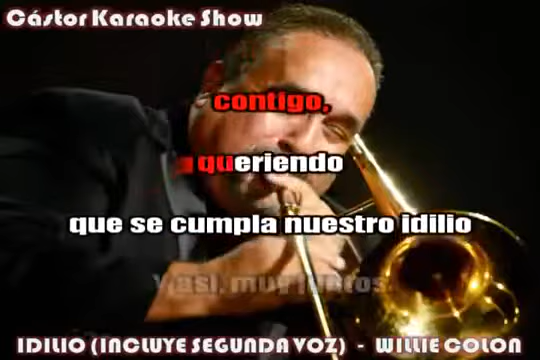 Cástor Karaoke Show
contigo,
queriendo
que se cumpla nuestro idilio
Y así, muy juntos
IDILIO (INCLUYE SEGUNDA VOZ) - WILLIE COLON